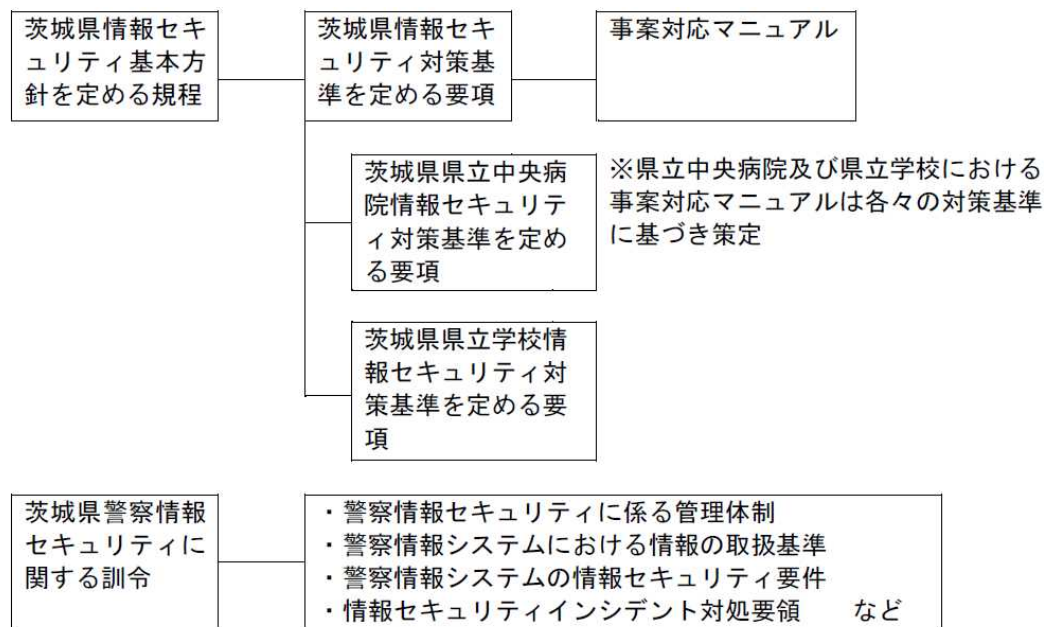 茨城県情報セキ
ュリティ基本方
針を定める規程
茨城県情報セキ
ュリティ対策基
準を定める要項
事案対応マニュアル
茨城県県立中央病
院情報セキュリテ
ィ対策基準を定め
る要項
※県立中央病院及び県立学校における
事案対応マニュアルは各々の対策基準
に基づき策定
茨城県県立学校情
報セキュリティ対
策基準を定める要
項
茨城県警察情報
セキュリティに
関する訓令
・警察情報セキュリティに係る管理体制
・警察情報システムにおける情報の取扱基準
・警察情報システムの情報セキュリティ要件
・情報セキュリティインシデント対処要領　　など